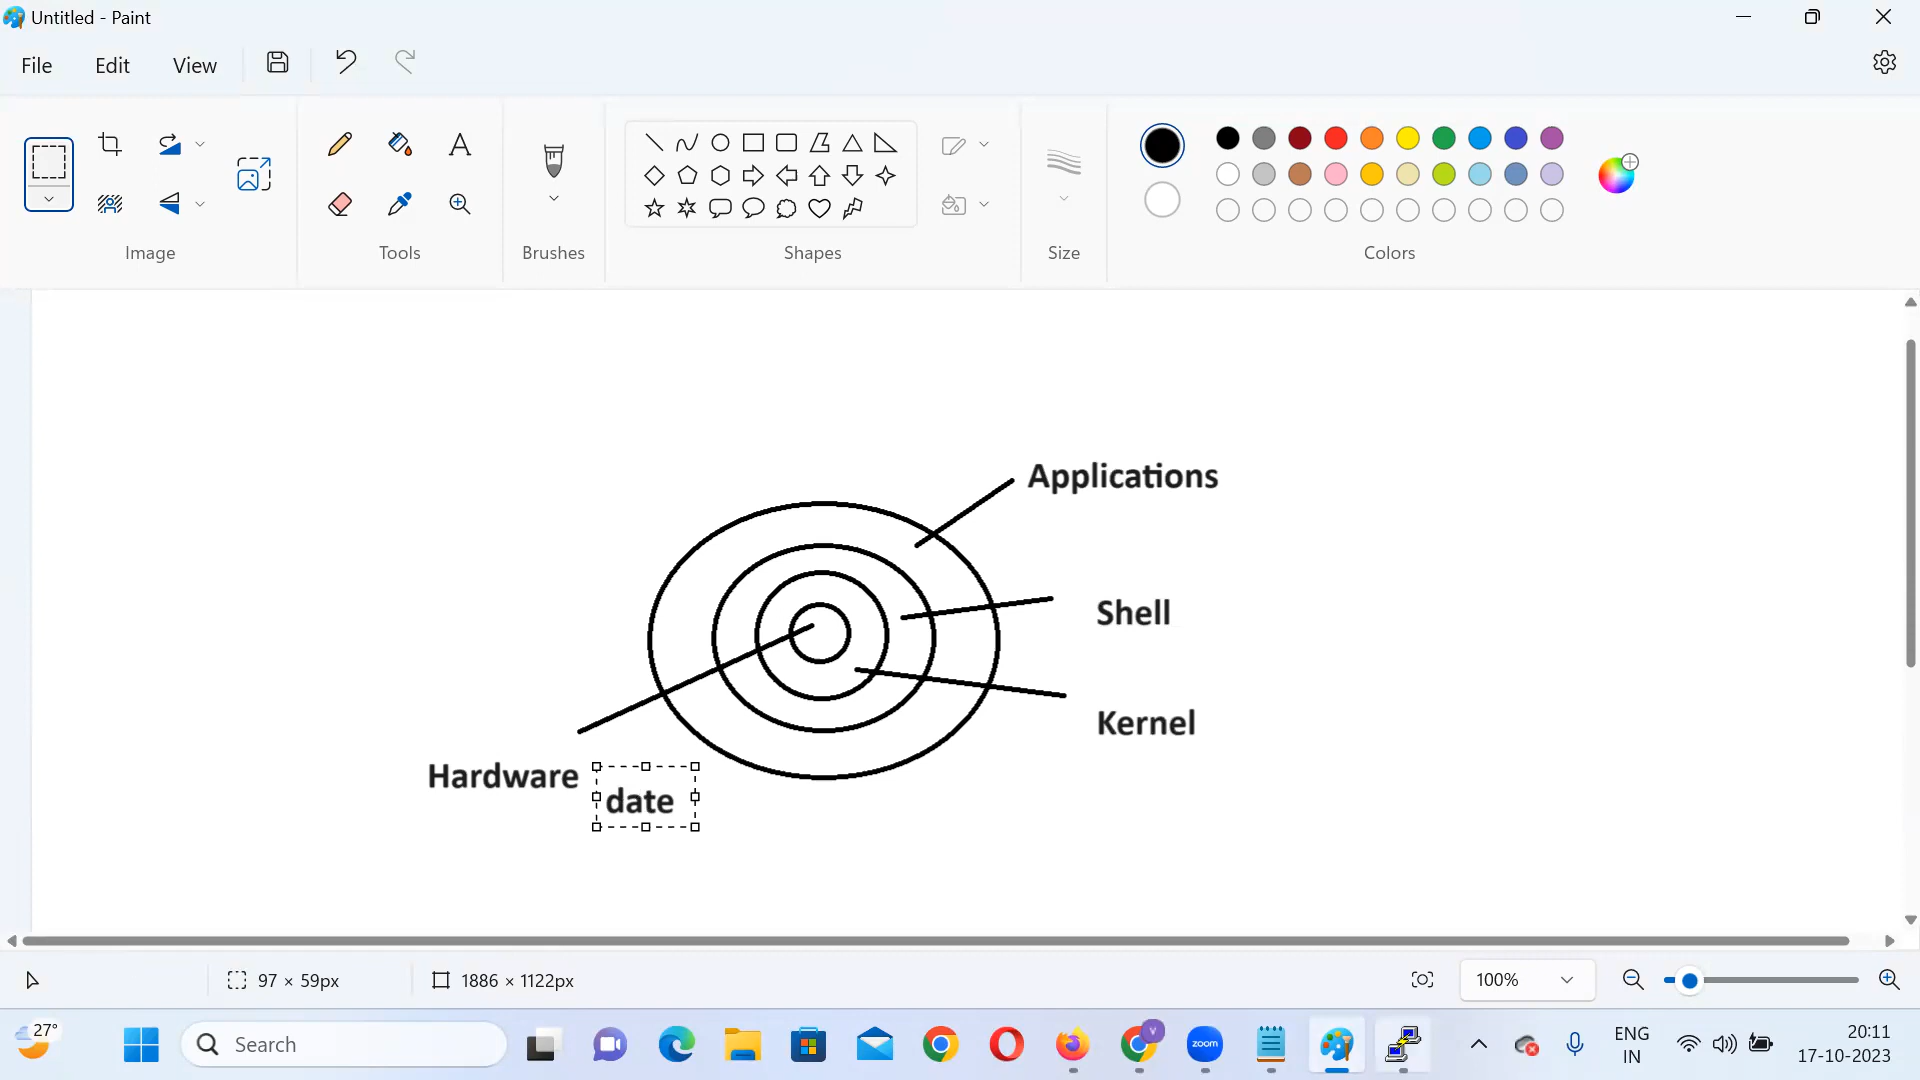 Untitled - Paint
File Edit View
Image Tools Brushes Shapes Size Colors
Applications
Shell
Kernel
Hardware
date
97 × 59px 1886 × 1122px 100%
27° Search zoom V ENG 20:11
IN 17-10-2023